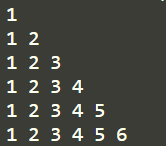 1
1 2
1 2 3
1 2 3 4
1 2 3 4 5
1 2 3 4 5 6